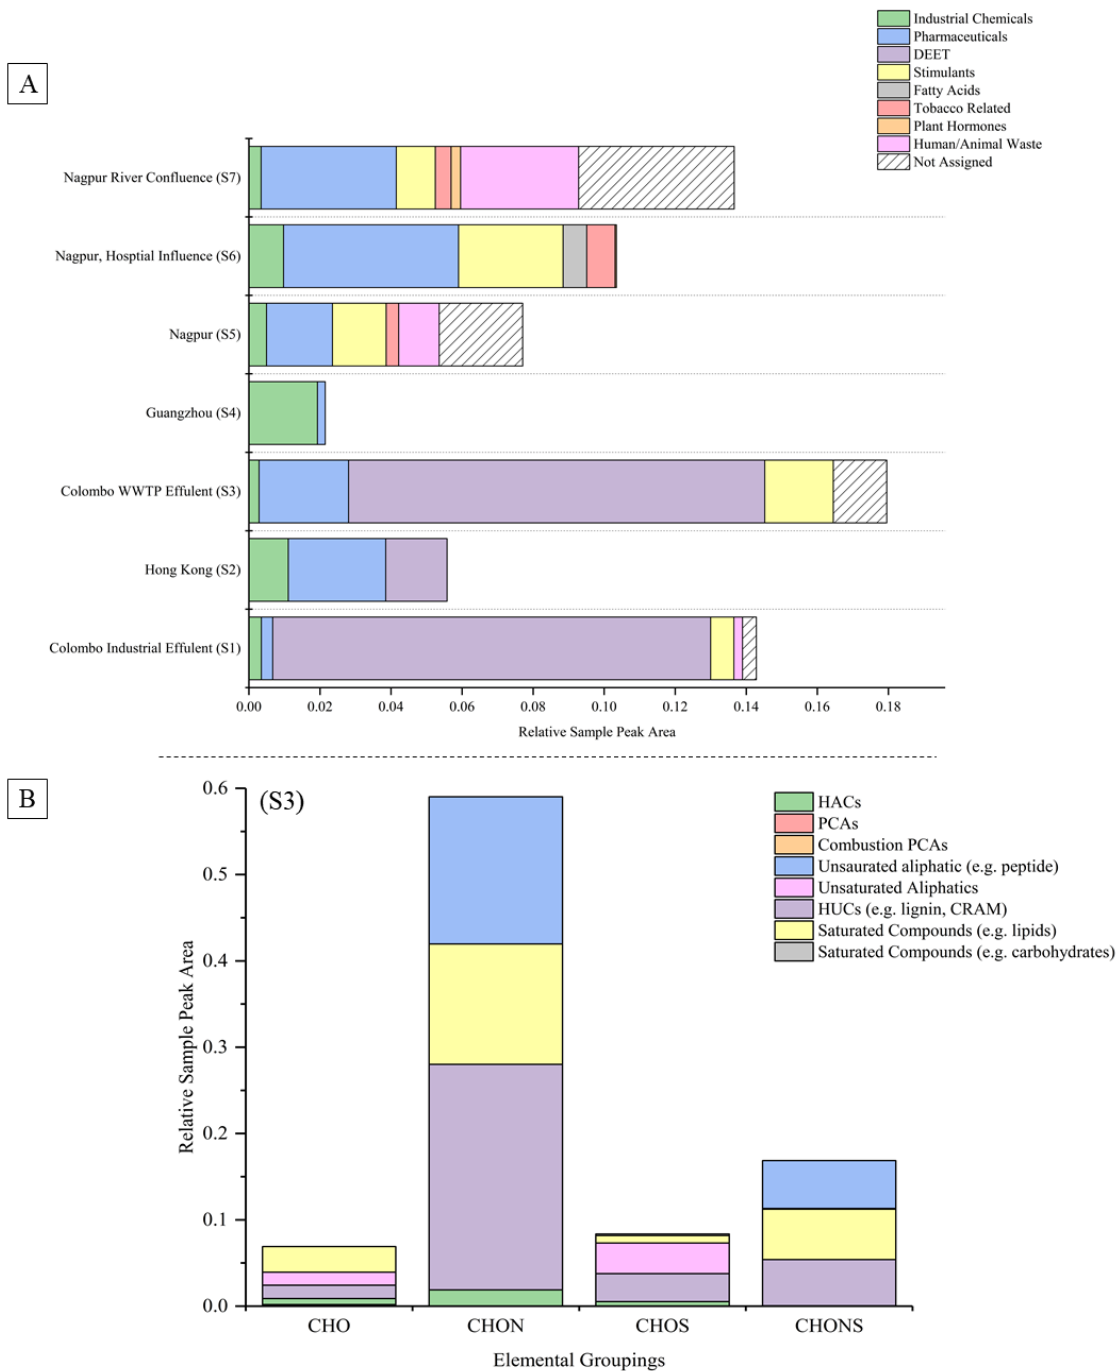 A
Industrial Chemicals
Pharmaceuticals
DEET
Stimulants
Fatty Acids
Tobacco Related
Plant Hormones
Human/Animal Waste
Not Assigned
Nagpur River Confluence (S7)
Nagpur, Hosptial Influence (S6)
Nagpur (S5)
Guangzhou (S4)
Colombo WWTP Effulent (S3)
Hong Kong (S2)
Colombo Industrial Effulent (S1)
0.00 0.02 0.04 0.06 0.08 0.10 0.12 0.14 0.16 0.18
Relative Sample Peak Area
B
(S3)
HACs
PCAs
Combustion PCAs
Unsaurated aliphatic (e.g. peptide)
Unsaturated Aliphatics
HUCs (e.g. lignin, CRAM)
Saturated Compounds (e.g. lipids)
Saturated Compounds (e.g. carbohydrates)
Relative Sample Peak Area
0.6
0.5
0.4
0.3
0.2
0.1
0.0
CHO CHON CHOS CHONS
Elemental Groupings